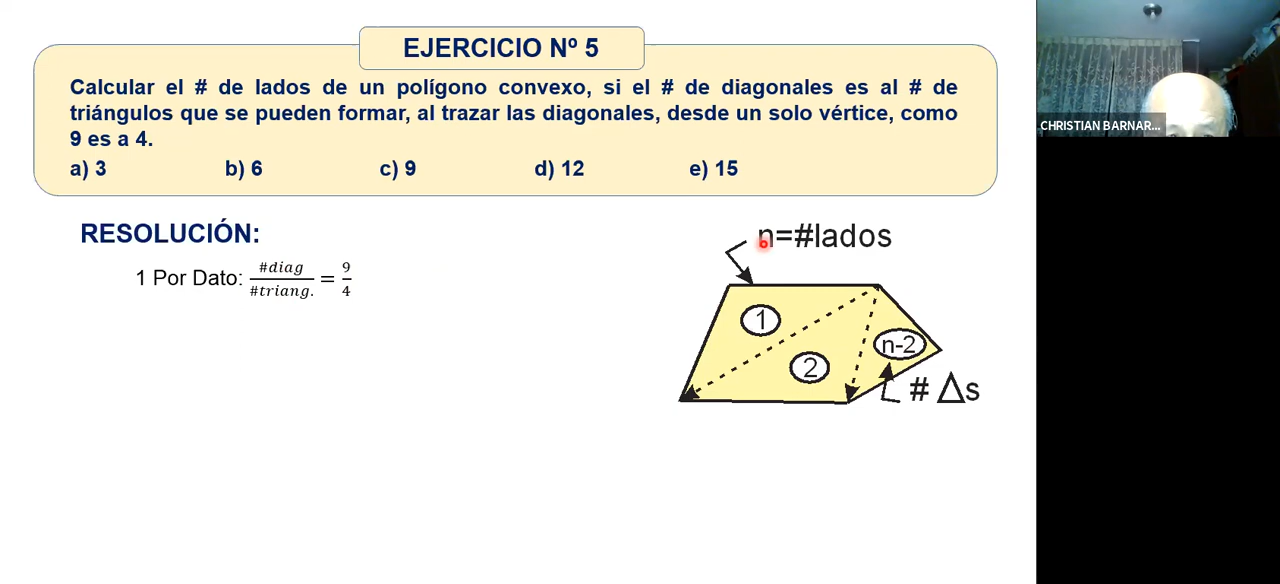 EJERCICIO Nº 5
Calcular el # de lados de un polígono convexo, si el # de diagonales es al # de
triángulos que se pueden formar, al trazar las diagonales, desde un solo vértice, como
9 es a 4.
a) 3 b) 6 c) 9 d) 12 e) 15
CHRISTIAN BARNAR...
RESOLUCIÓN:
n=#lados
1 Por Dato: #diag / #triang. = 9 / 4
1
n-2
2
# Δs